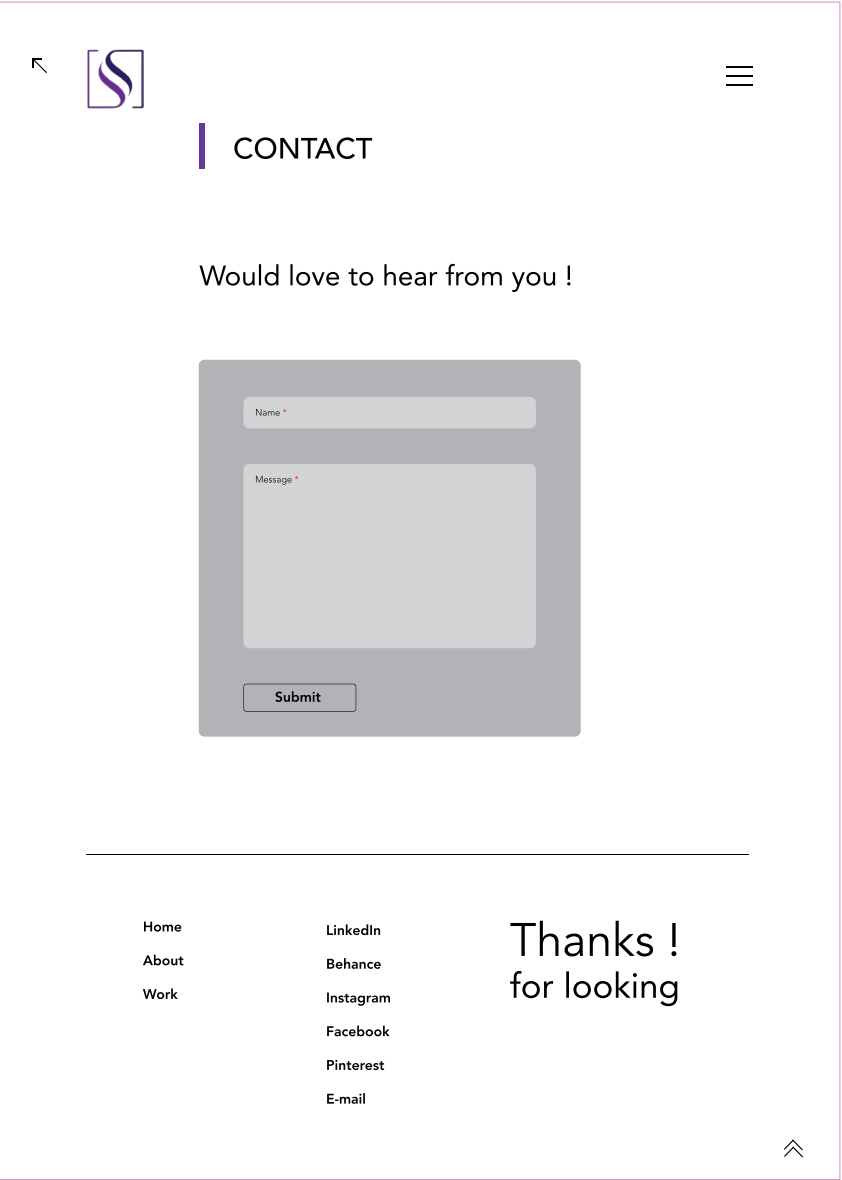 CONTACT
Would love to hear from you !
Name *
Message *
Submit
Home
About
Work
LinkedIn
Behance
Instagram
Facebook
Pinterest
E-mail
Thanks !
for looking